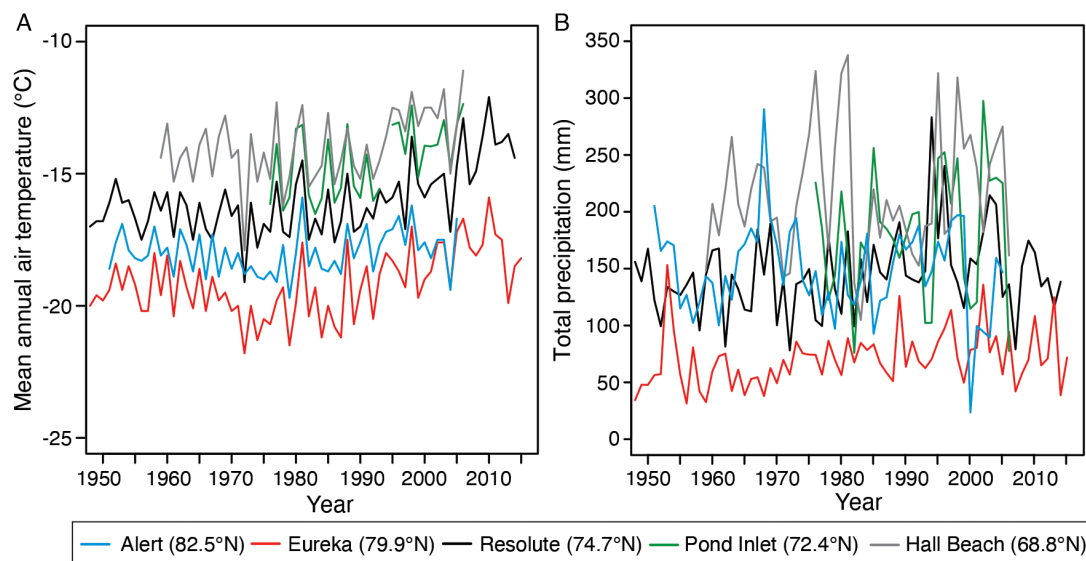 A
B
Mean annual air temperature (°C)
-10
-15
-20
-25
1950 1960 1970 1980 1990 2000 2010
Year
Total precipitation (mm)
350
300
250
200
150
100
50
0
1950 1960 1970 1980 1990 2000 2010
Year
Alert (82.5°N) Eureka (79.9°N) Resolute (74.7°N) Pond Inlet (72.4°N) Hall Beach (68.8°N)